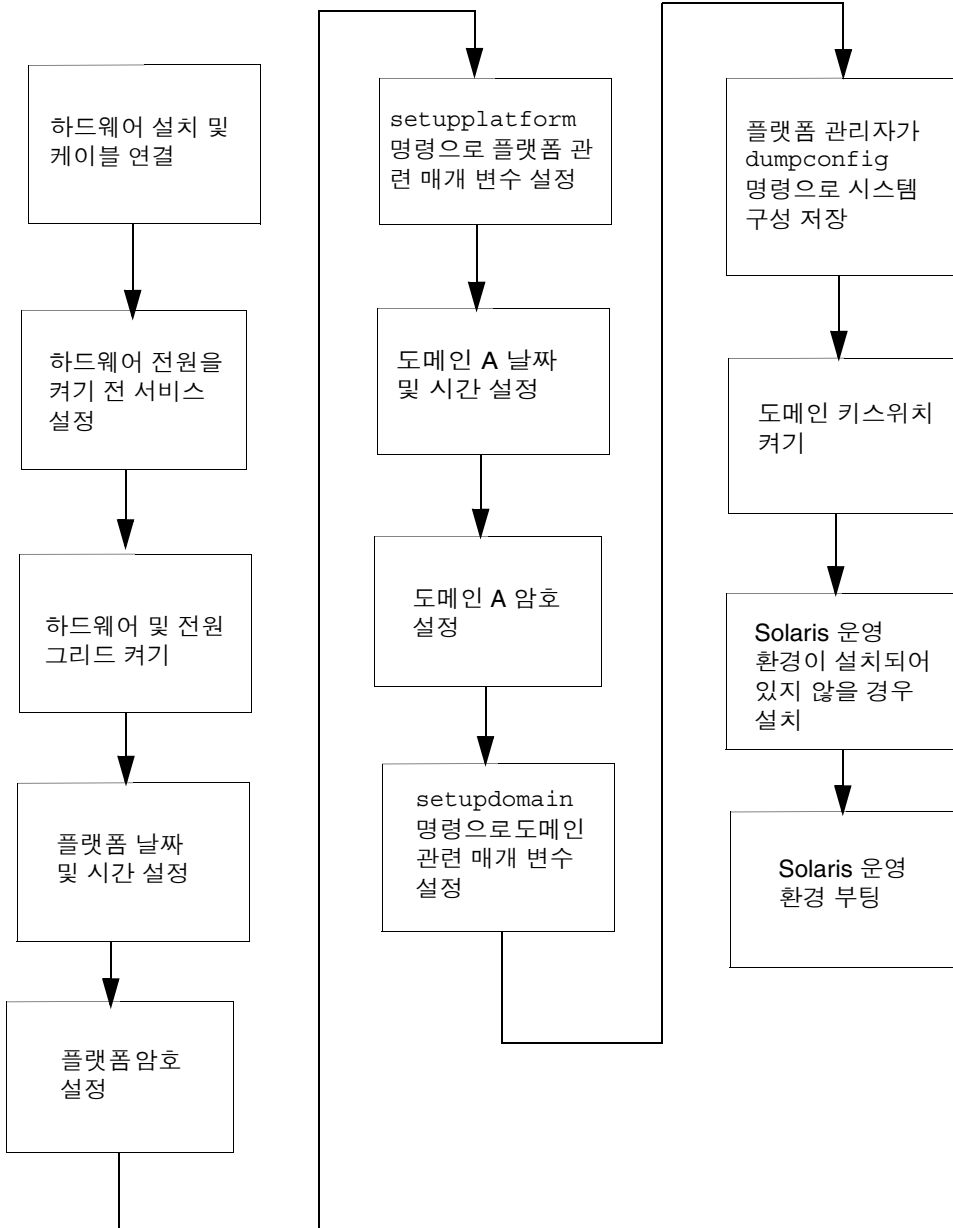 하드웨어 설치 및
케이블 연결
하드웨어 전원을
켜기 전 서비스
설정
하드웨어 및 전원
그리드 켜기
플랫폼 날짜
및 시간 설정
플랫폼 암호
설정
setupplatform
명령으로 플랫폼 관
련 매개 변수 설정
도메인 A 날짜
및 시간 설정
도메인 A 암호
설정
setupdomain
명령으로도메인
관련 매개 변수
설정
플랫폼 관리자가
dumpconfig
명령으로 시스템
구성 저장
도메인 키스위치
켜기
Solaris 운영
환경이 설치되어
있지 않을 경우
설치
Solaris 운영
환경 부팅